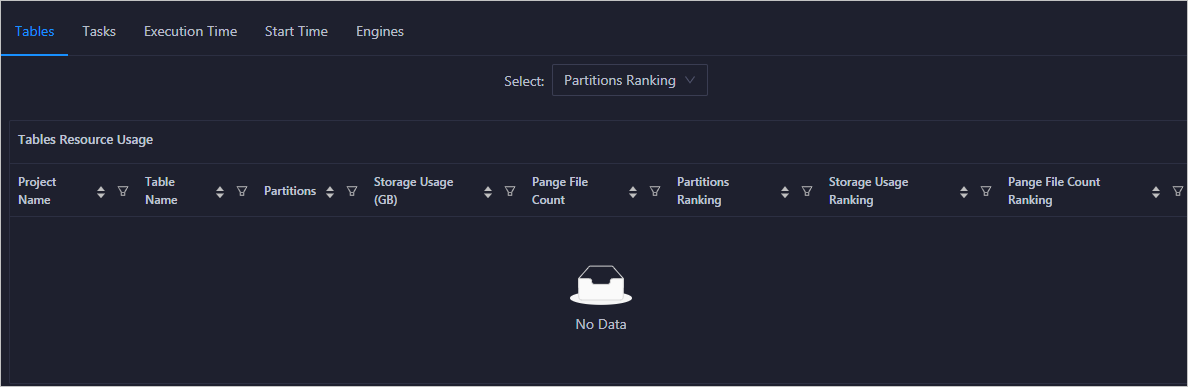 Tables Tasks Execution Time Start Time Engines
Select: Partitions Ranking
Tables Resource Usage
Project Name Table Name Partitions Storage Usage (GB) Pange File Count Partitions Ranking Storage Usage Ranking Pange File Count Ranking
No Data